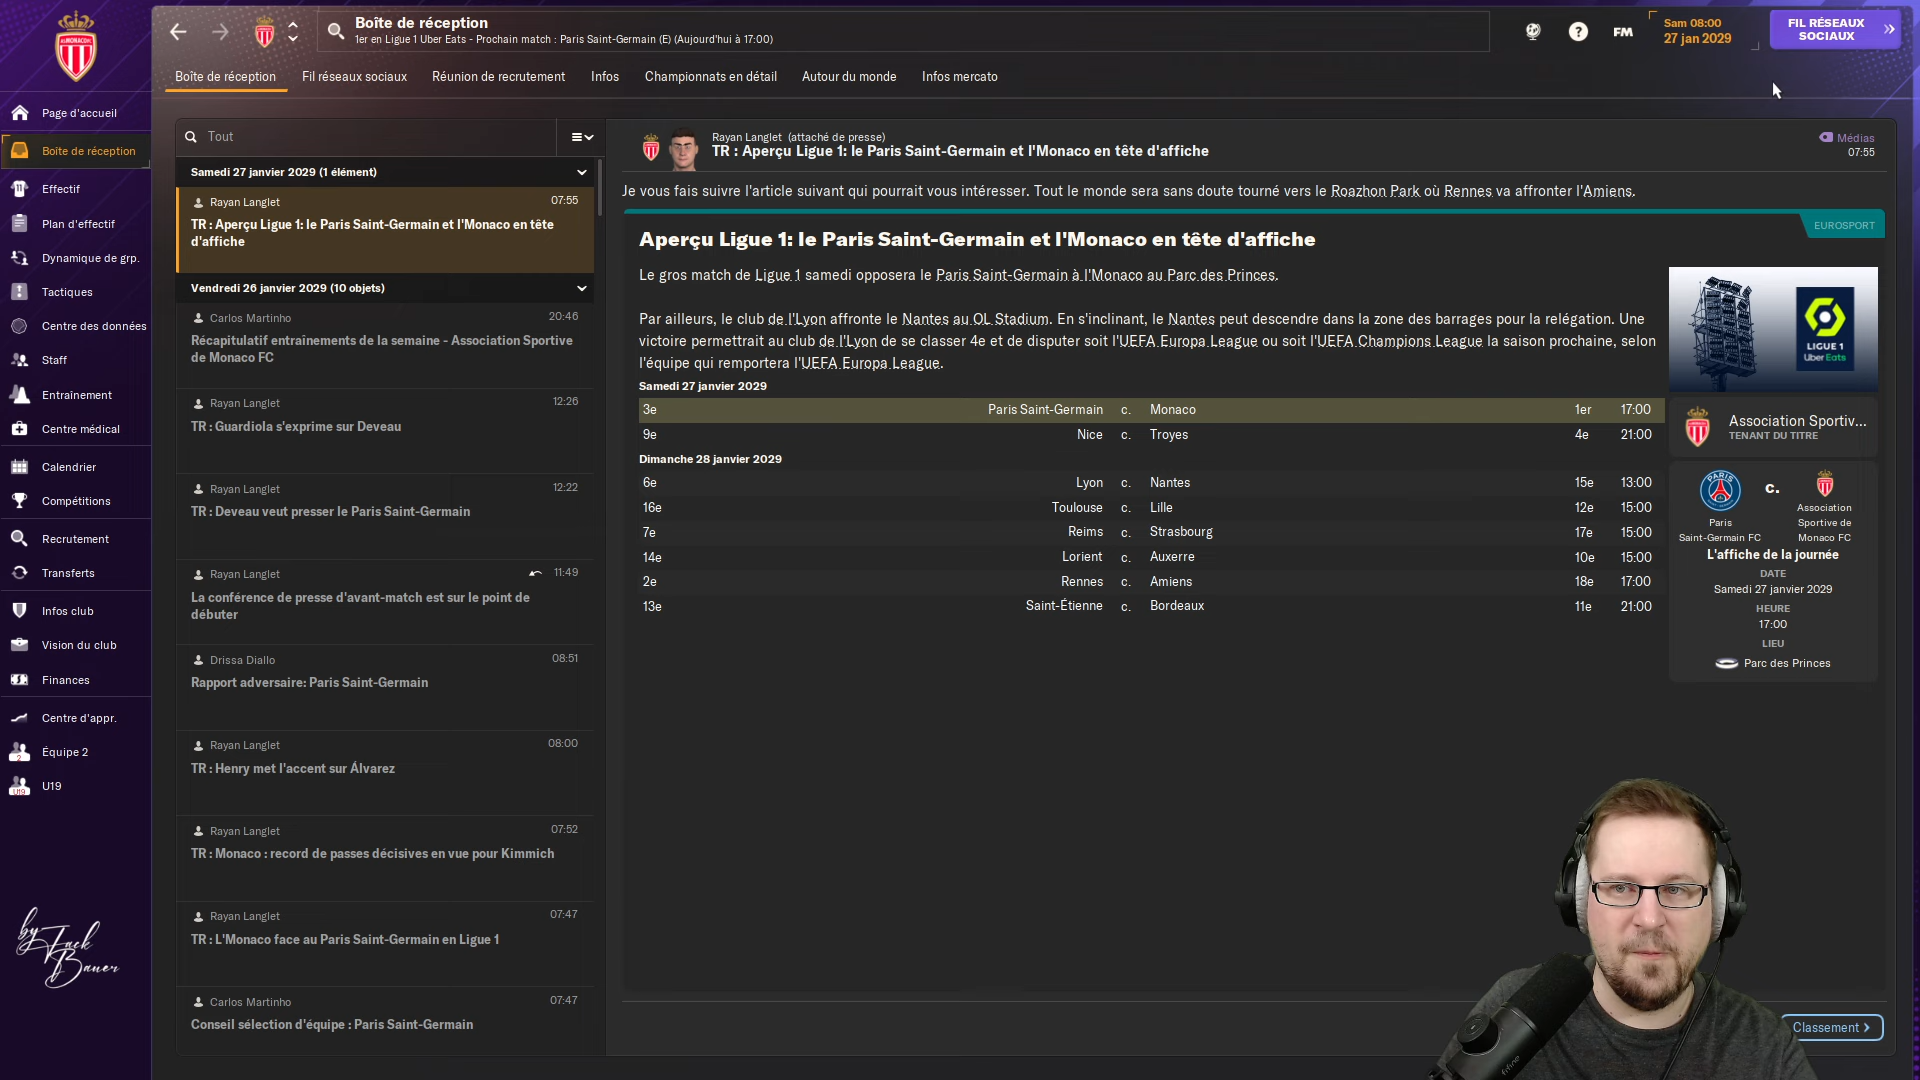 Boîte de réception
1er en Ligue 1 Uber Eats - Prochain match : Paris Saint-Germain (E) (Aujourd'hui à 17:00)
?
FM
Sam 08:00
27 jan 2029
FIL RÉSEAUX
SOCIAUX
Boîte de réception
Fil réseaux sociaux
Réunion de recrutement
Infos
Championnats en détail
Autour du monde
Infos mercato
Page d'accueil
Boîte de réception
Effectif
Plan d'effectif
Dynamique de grp.
Tactiques
Centre des données
Staff
Entraînement
Centre médical
Calendrier
Compétitions
Recrutement
Transferts
Infos club
Vision du club
Finances
Centre d'appr.
Équipe 2
U19
by Jack
Bauer
Tout
Samedi 27 janvier 2029 (1 élément)
Rayan Langlet 07:55
TR : Aperçu Ligue 1: le Paris Saint-Germain et l'Monaco en tête
d'affiche
Vendredi 26 janvier 2029 (10 objets)
Carlos Martinho 20:46
Récapitulatif entraînements de la semaine - Association Sportive
de Monaco FC
Rayan Langlet 12:26
TR : Guardiola s'exprime sur Deveau
Rayan Langlet 12:22
TR : Deveau veut presser le Paris Saint-Germain
Rayan Langlet 11:49
La conférence de presse d'avant-match est sur le point de
débuter
Drissa Diallo 08:51
Rapport adversaire: Paris Saint-Germain
Rayan Langlet 08:00
TR : Henry met l'accent sur Álvarez
Rayan Langlet 07:52
TR : Monaco : record de passes décisives en vue pour Kimmich
Rayan Langlet 07:47
TR : L'Monaco face au Paris Saint-Germain en Ligue 1
Carlos Martinho 07:47
Conseil sélection d'équipe : Paris Saint-Germain
Rayan Langlet (attaché de presse)
TR : Aperçu Ligue 1: le Paris Saint-Germain et l'Monaco en tête d'affiche
Médias
07:55
Je vous fais suivre l'article suivant qui pourrait vous intéresser. Tout le monde sera sans doute tourné vers le Roazhon Park où Rennes va affronter l'Amiens.
EUROSPORT
Aperçu Ligue 1: le Paris Saint-Germain et l'Monaco en tête d'affiche
Le gros match de Ligue 1 samedi opposera le Paris Saint-Germain à l'Monaco au Parc des Princes.
Par ailleurs, le club de l'Lyon affronte le Nantes au OL Stadium. En s'inclinant, le Nantes peut descendre dans la zone des barrages pour la relégation. Une
victoire permettrait au club de l'Lyon de se classer 4e et de disputer soit l'UEFA Europa League ou soit l'UEFA Champions League la saison prochaine, selon
l'équipe qui remportera l'UEFA Europa League.
Samedi 27 janvier 2029
3e Paris Saint-Germain c. Monaco 1er 17:00
9e Nice c. Troyes 4e 21:00
Dimanche 28 janvier 2029
6e Lyon c. Nantes 15e 13:00
16e Toulouse c. Lille 12e 15:00
7e Reims c. Strasbourg 17e 15:00
14e Lorient c. Auxerre 10e 15:00
2e Rennes c. Amiens 18e 17:00
13e Saint-Étienne c. Bordeaux 11e 21:00
LIGUE 1
Uber Eats
Association Sportiv...
TENANT DU TITRE
c.
Paris
Saint-Germain FC
Association
Sportive de
Monaco FC
L'affiche de la journée
DATE
Samedi 27 janvier 2029
HEURE
17:00
LIEU
Parc des Princes
Classement